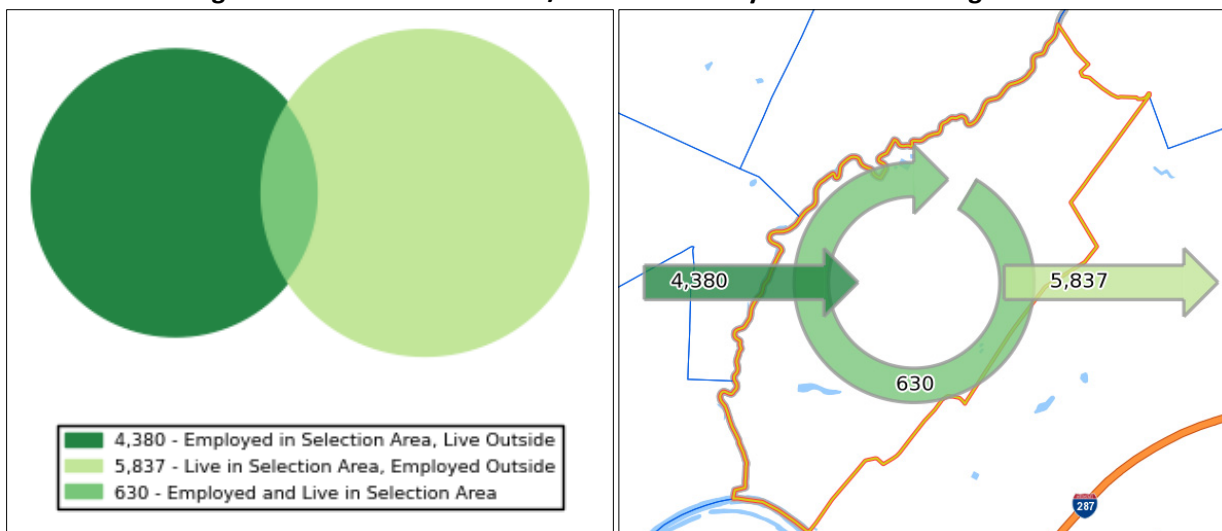 4,380 - Employed in Selection Area, Live Outside
5,837 - Live in Selection Area, Employed Outside
630 - Employed and Live in Selection Area
4,380
5,837
630
287